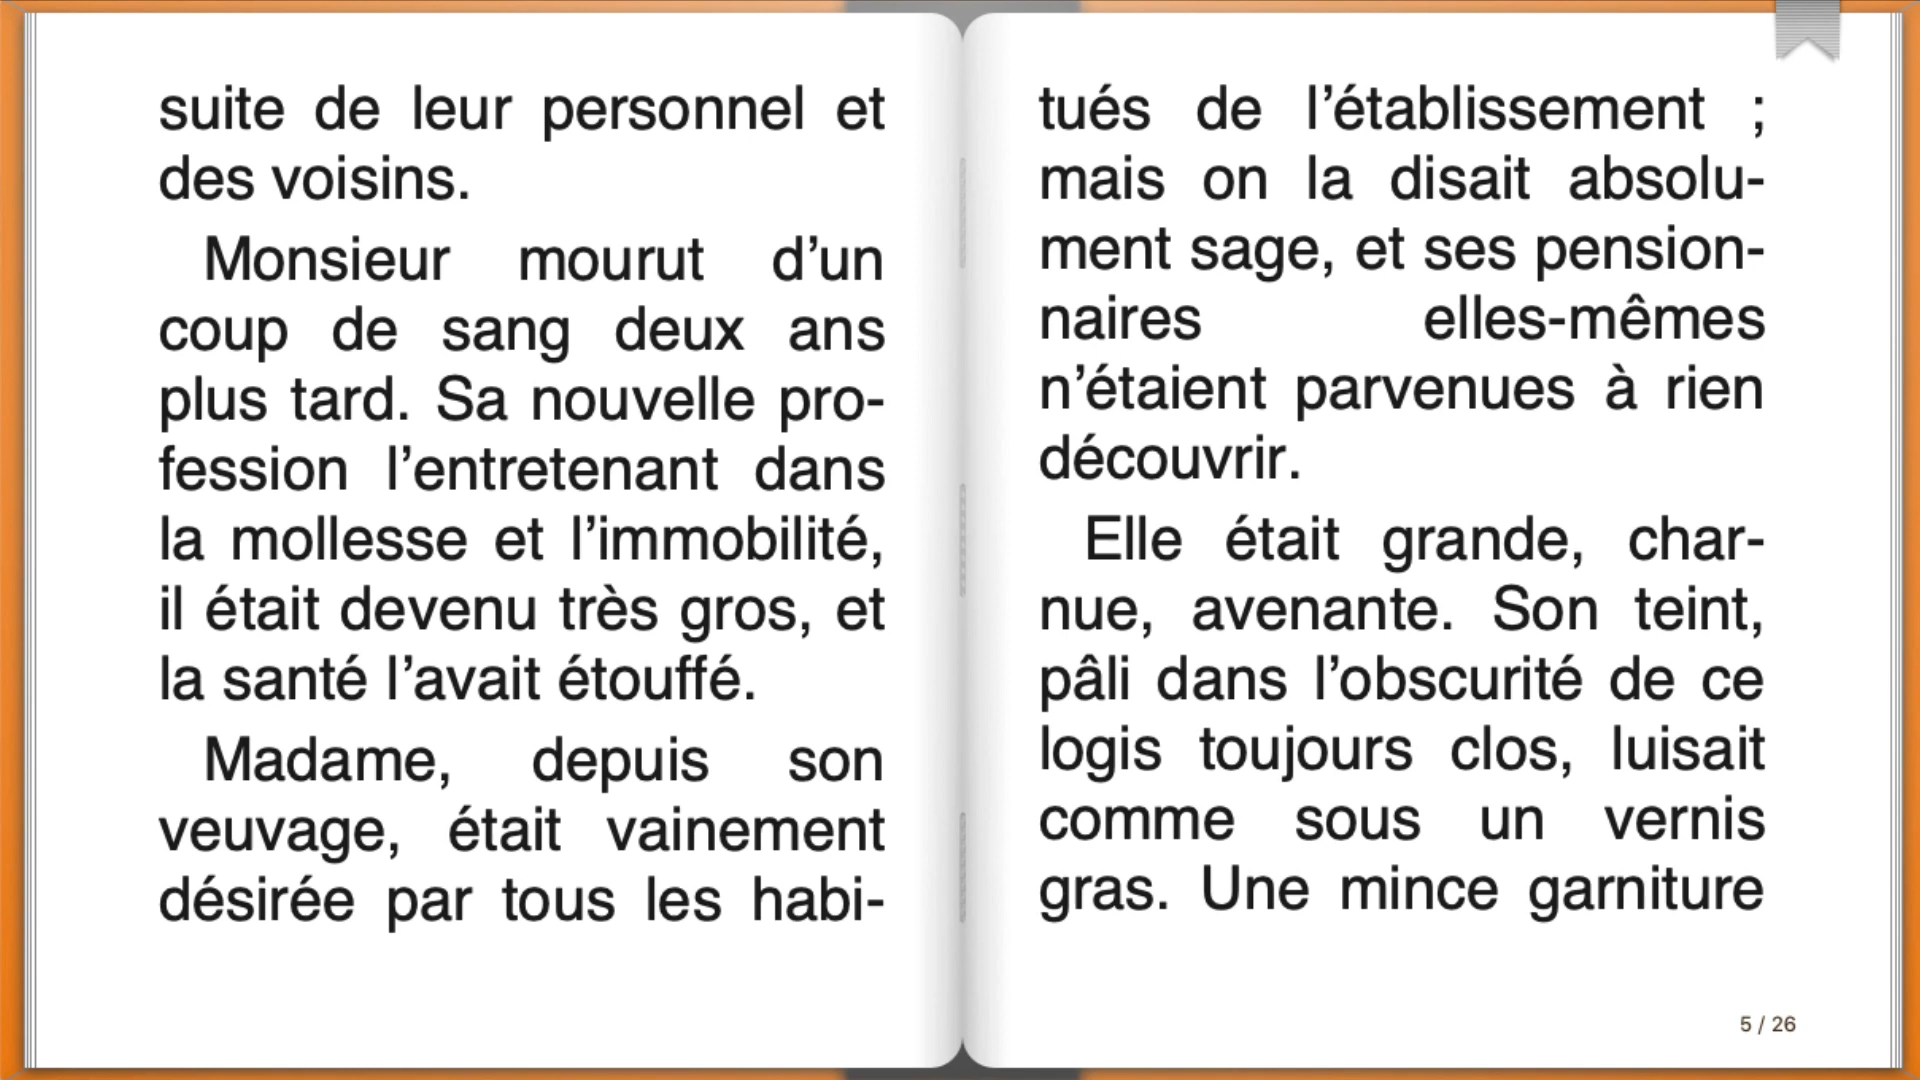 suite de leur personnel et
des voisins.
Monsieur mourut d’un
coup de sang deux ans
plus tard. Sa nouvelle pro-
fession l’entretenant dans
la mollesse et l’immobilité,
il était devenu très gros, et
la santé l’avait étouffé.
Madame, depuis son
veuvage, était vainement
désirée par tous les habi-
tués de l’établissement ;
mais on la disait absolu-
ment sage, et ses pension-
naires elles-mêmes
n’étaient parvenues à rien
découvrir.
Elle était grande, char-
nue, avenante. Son teint,
pâli dans l’obscurité de ce
logis toujours clos, luisait
comme sous un vernis
gras. Une mince garniture
5 / 26